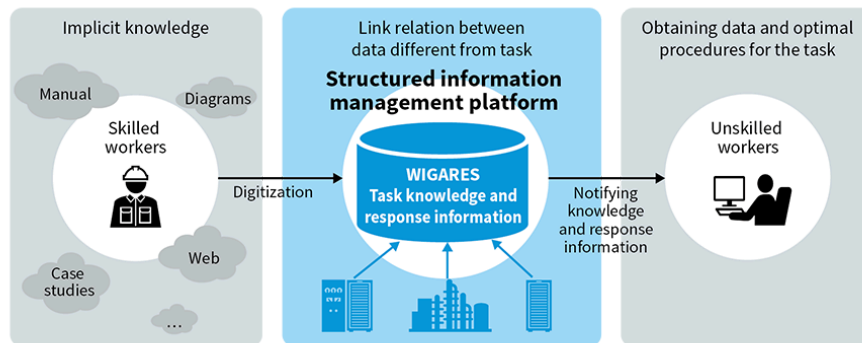 Implicit knowledge
Manual
Diagrams
Skilled
workers
Case
studies
Web
...
Digitization
Link relation between
data different from task
Structured information
management platform
WIGARES
Task knowledge and
response information
Notifying
knowledge
and response
information
Obtaining data and optimal
procedures for the task
Unskilled
workers